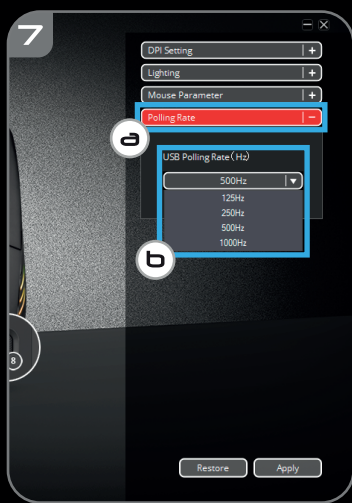 7
DPI Setting
Lighting
Mouse Parameter
Polling Rate
a
USB Polling Rate(Hz)
500Hz
125Hz
250Hz
500Hz
1000Hz
b
8
Restore
Apply